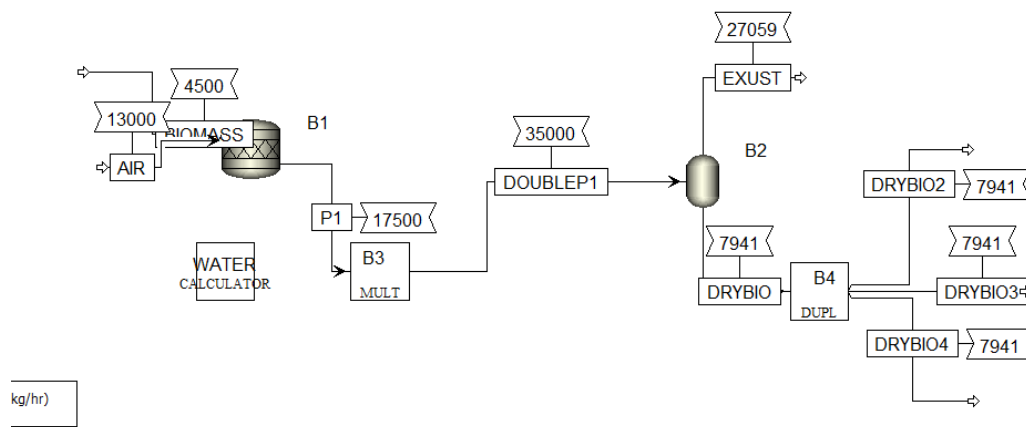 27059
EXUST
4500
13000
BIOMASS
B1
AIR
35000
DOUBLEP1
B2
DRYBIO2
7941
P1
17500
WATER
CALCULATOR
B3
MULT
7941
DRYBIO
B4
DUPL
7941
DRYBIO3
DRYBIO4
7941
kg/hr)